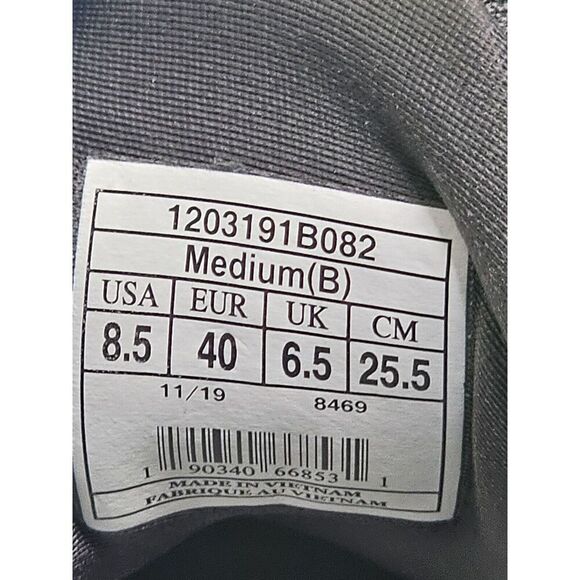 1203191B082
Medium(B)
USA EUR UK CM
8.5 40 6.5 25.5
11/19 8469
1 90340 66853 1
MADE IN VIETNAM
FABRIQUE AU VIETNAM